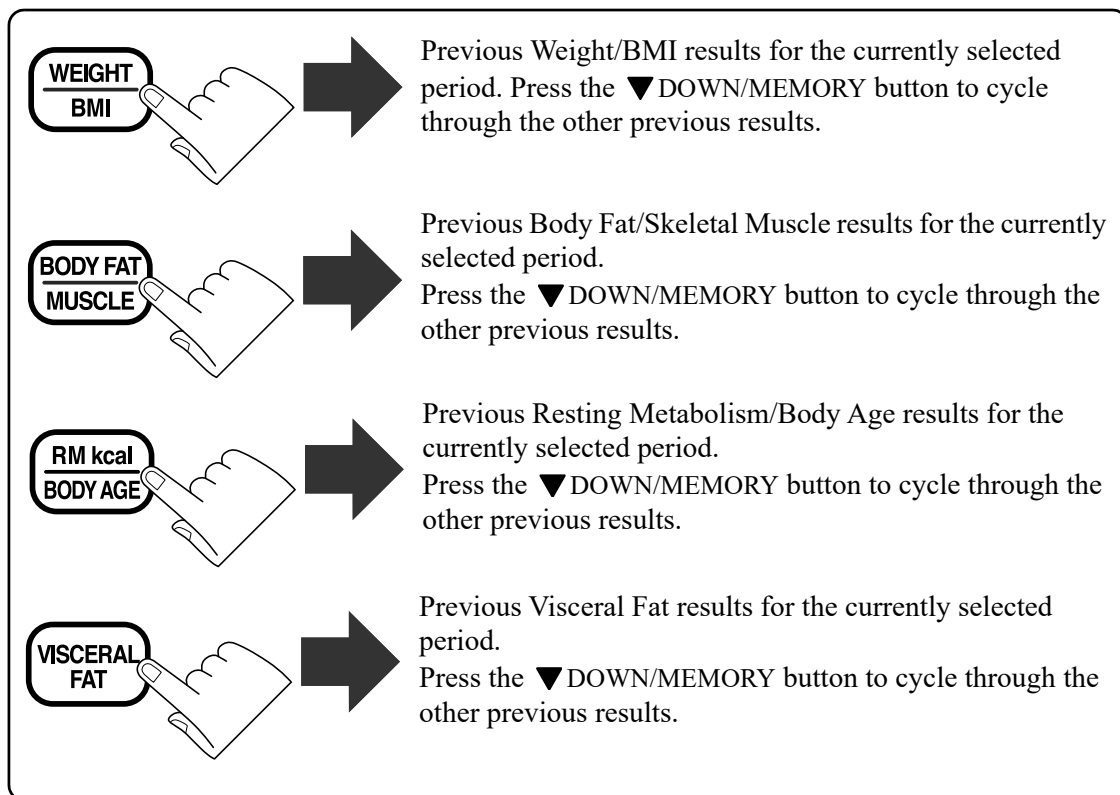 WEIGHT
BMI
Previous Weight/BMI results for the currently selected
period. Press the ▼DOWN/MEMORY button to cycle
through the other previous results.
BODY FAT
MUSCLE
Previous Body Fat/Skeletal Muscle results for the currently
selected period.
Press the ▼DOWN/MEMORY button to cycle through the
other previous results.
RM kcal
BODY AGE
Previous Resting Metabolism/Body Age results for the
currently selected period.
Press the ▼DOWN/MEMORY button to cycle through the
other previous results.
VISCERAL
FAT
Previous Visceral Fat results for the currently selected
period.
Press the ▼DOWN/MEMORY button to cycle through the
other previous results.